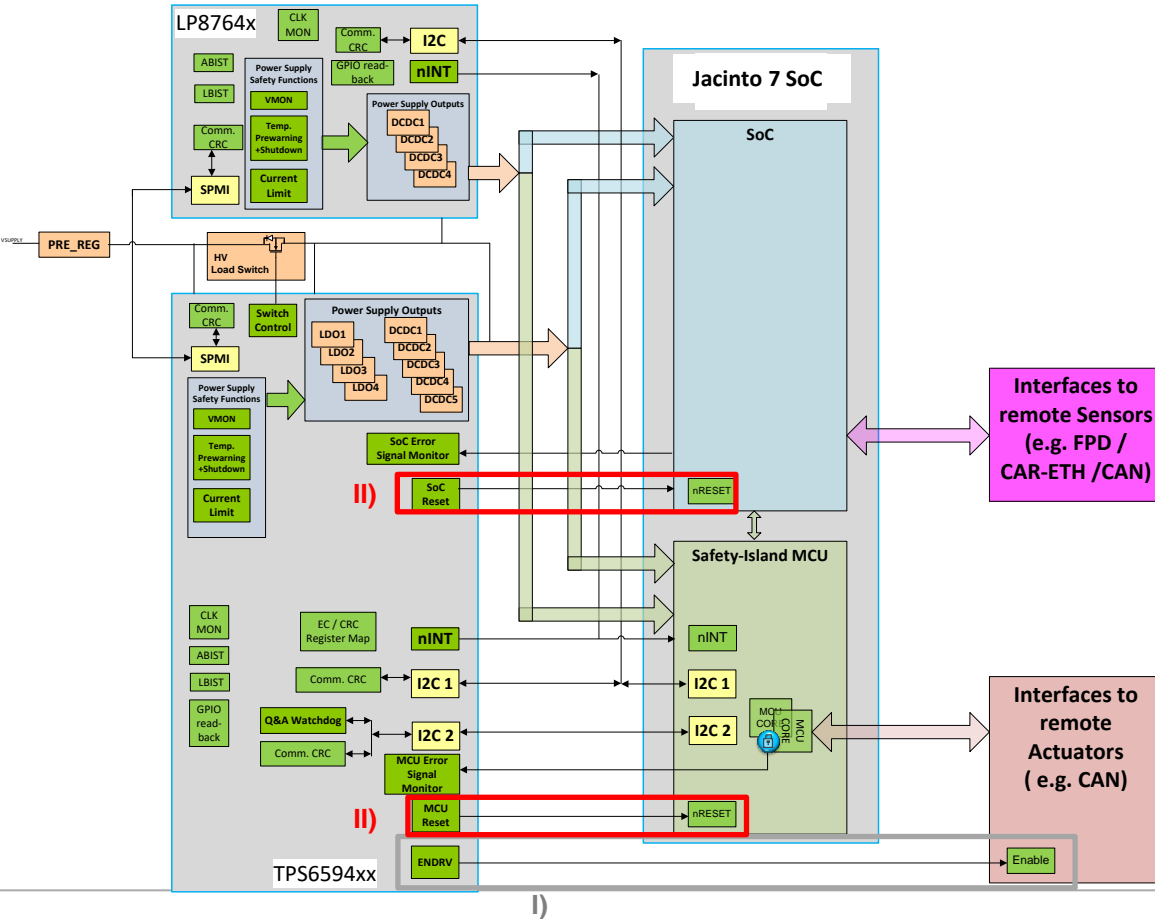 LP8764x
CLK
MON
Comm.
CRC
I2C
ABIST
LBIST
Power Supply
Safety Functions
VMON
Temp.
Prewarning
+Shutdown
Current
Limit
GPIO read-
back
nINT
Power Supply Outputs
DCDC1
DCDC2
DCDC3
DCDC4
Comm.
CRC
SPMI
Jacinto 7 SoC
SoC
VSUPPLY
PRE_REG
HV
Load Switch
Comm.
CRC
Switch
Control
SPMI
Power Supply Outputs
LDO1
LDO2
LDO3
LDO4
DCDC1
DCDC2
DCDC3
DCDC4
DCDC5
Power Supply
Safety Functions
VMON
Temp.
Prewarning
+Shutdown
Current
Limit
SoC Error
Signal Monitor
II)
SoC
Reset
nRESET
Interfaces to
remote Sensors
(e.g. FPD /
CAR-ETH /CAN)
Safety-Island MCU
CLK
MON
ABIST
LBIST
GPIO
read-
back
EC / CRC
Register Map
nINT
nINT
Comm. CRC
I2C 1
I2C 1
Q&A Watchdog
Comm. CRC
I2C 2
I2C 2
MCU
CORE
MCU
CORE
MCU Error
Signal
Monitor
II)
MCU
Reset
nRESET
Interfaces to
remote
Actuators
( e.g. CAN)
TPS6594xx
ENDRV
Enable
I)